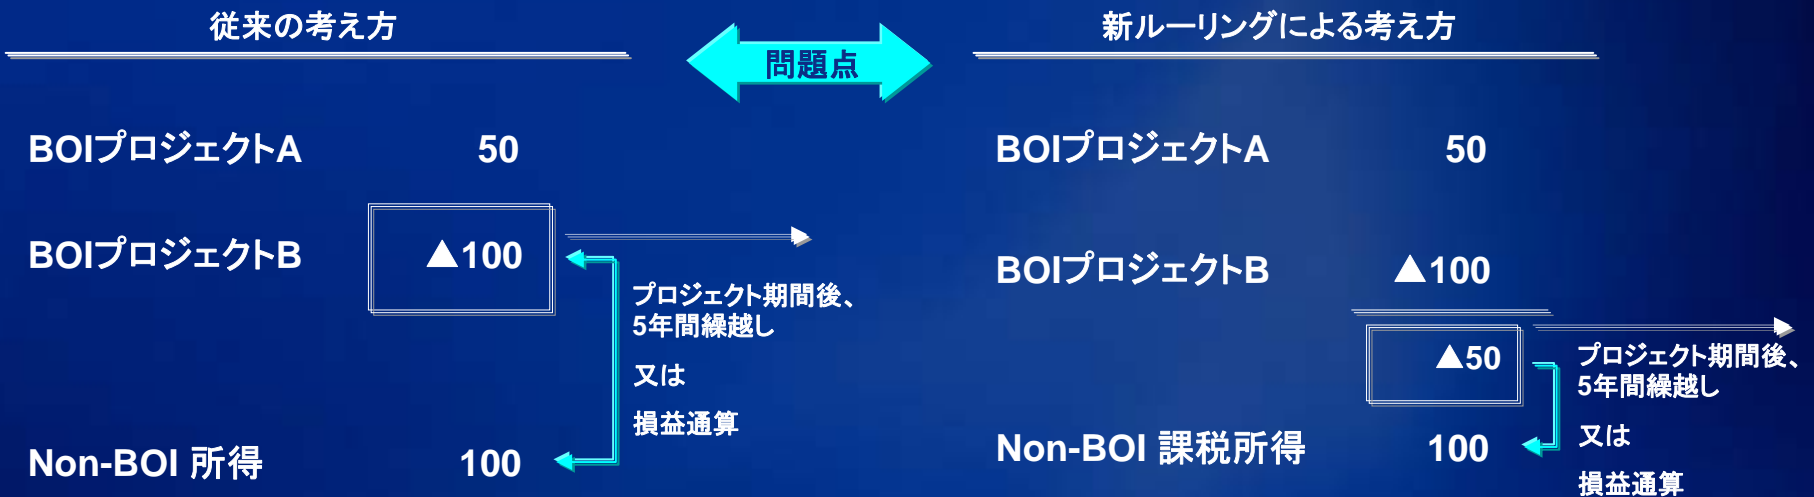 従来の考え方
問題点
新ルーリングによる考え方
BOIプロジェクトA 50
BOIプロジェクトB ▲100
プロジェクト期間後、
5年間繰越し
又は
損益通算
Non-BOI 所得 100
BOIプロジェクトA 50
BOIプロジェクトB ▲100
▲50
プロジェクト期間後、
5年間繰越し
又は
損益通算
Non-BOI 課税所得 100